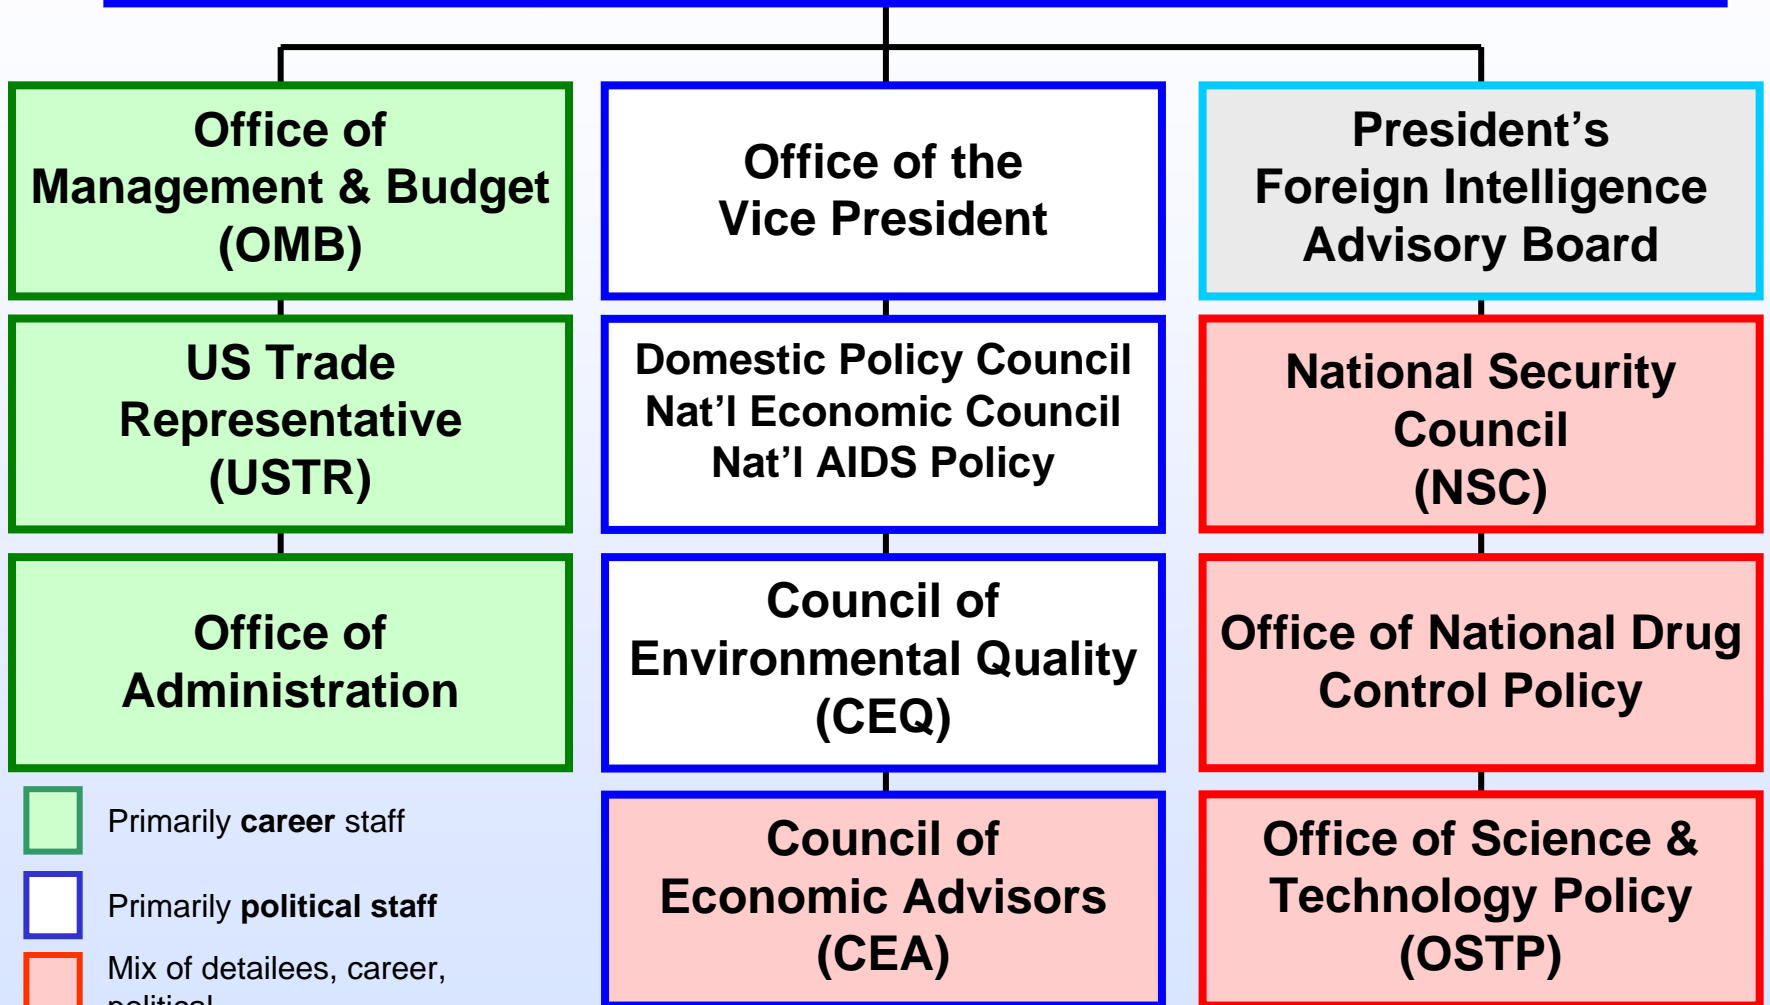 Office of
Management & Budget
(OMB)
Office of the
Vice President
President’s
Foreign Intelligence
Advisory Board
US Trade
Representative
(USTR)
Domestic Policy Council
Nat’l Economic Council
Nat’l AIDS Policy
National Security
Council
(NSC)
Office of
Administration
Council of
Environmental Quality
(CEQ)
Office of National Drug
Control Policy
Primarily career staff
Primarily political staff
Mix of detailees, career,
political
Council of
Economic Advisors
(CEA)
Office of Science &
Technology Policy
(OSTP)